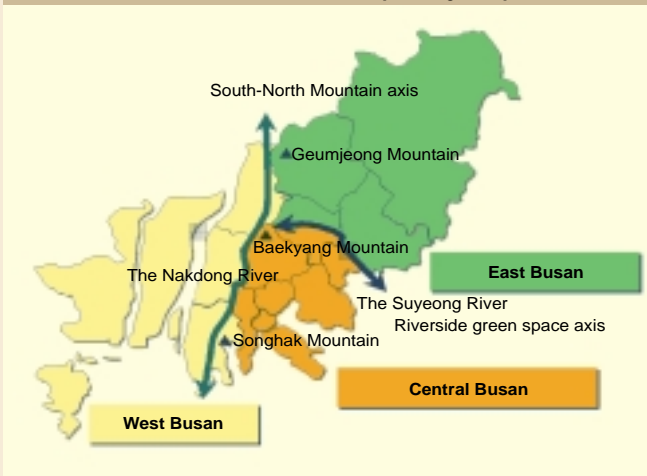 South-North Mountain axis
Geumjeong Mountain
Baekyang Mountain
The Nakdong River
East Busan
The Suyeong River
Riverside green space axis
Songhak Mountain
Central Busan
West Busan